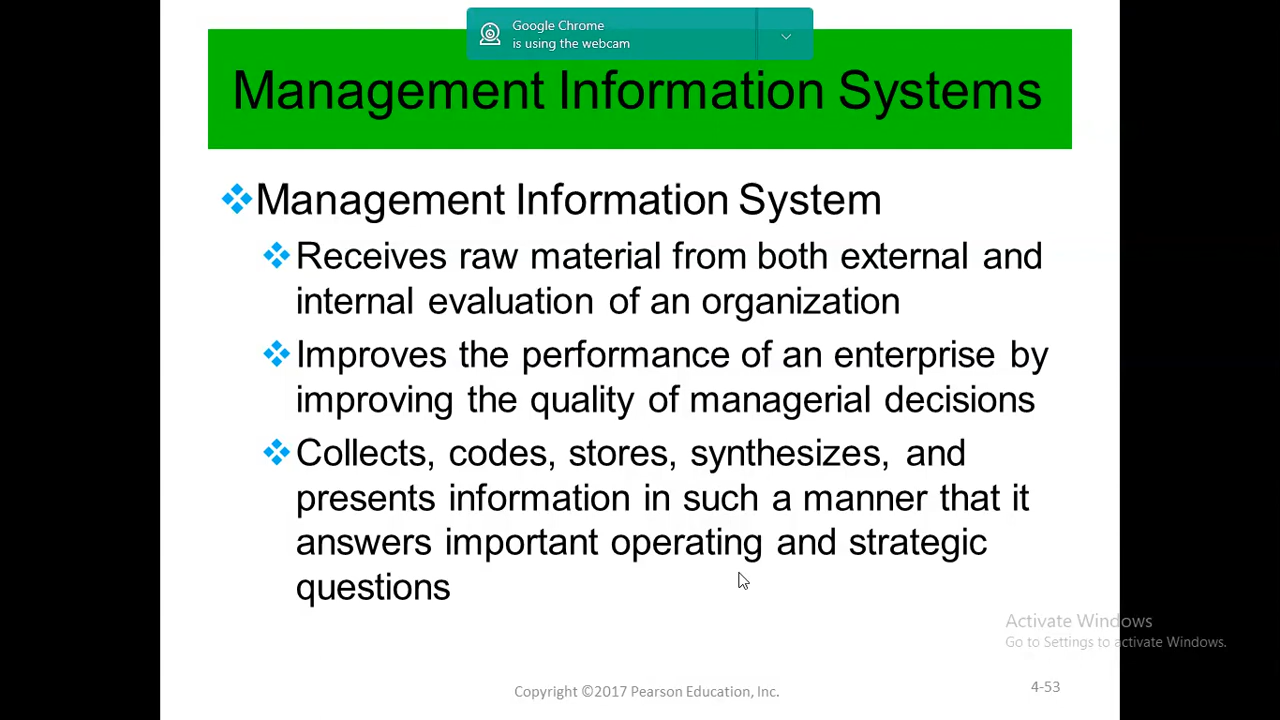 Google Chrome
is using the webcam
Management Information Systems
Management Information System
Receives raw material from both external and
internal evaluation of an organization
Improves the performance of an enterprise by
improving the quality of managerial decisions
Collects, codes, stores, synthesizes, and
presents information in such a manner that it
answers important operating and strategic
questions
Activate Windows
Go to Settings to activate Windows.
Copyright ©2017 Pearson Education, Inc.
4-53